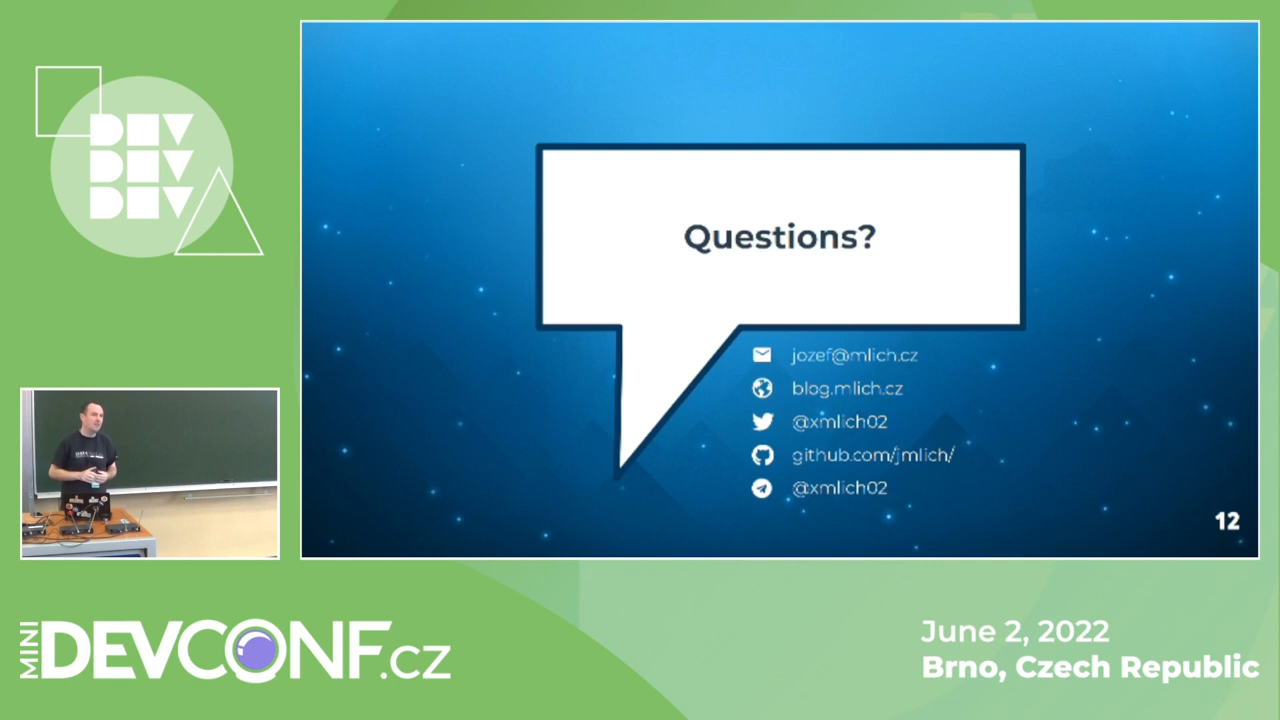 DEV
DEV
DEV
Questions?
jozef@mlich.cz
blog.mlich.cz
@xmlich02
github.com/jmlich/
@xmlich02
12
MINI
DEVCONF.cz
June 2, 2022
Brno, Czech Republic